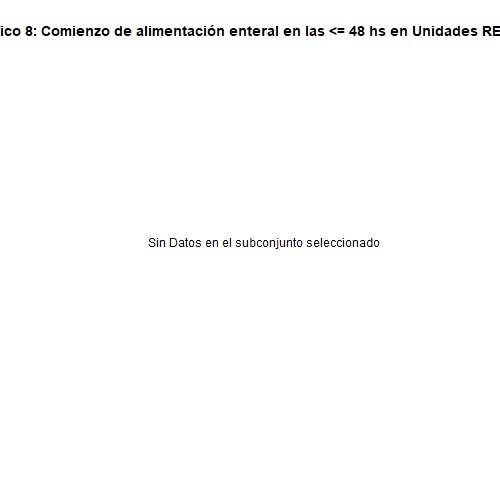 ico 8: Comienzo de alimentación enteral en las <= 48 hs en Unidades RE
Sin Datos en el subconjunto seleccionado